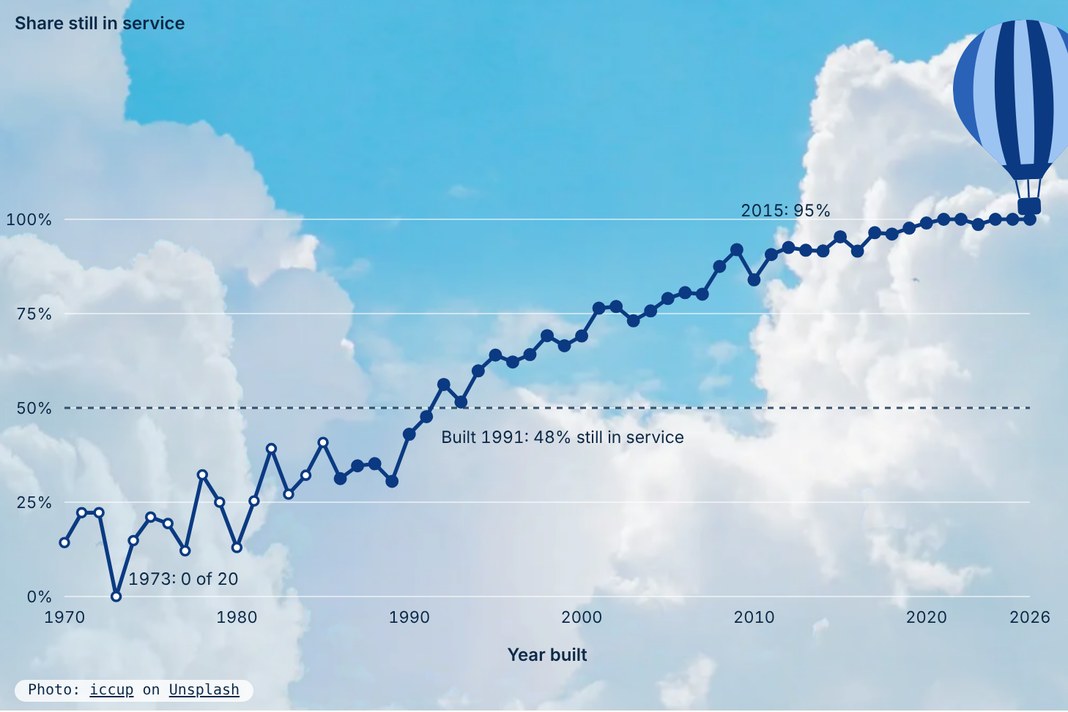 Share still in service
2015: 95%
100%
75%
50%
Built 1991: 48% still in service
25%
1973: 0 of 20
0%
1970 1980 1990 2000 2010 2020 2026
Year built
Photo: iccup on Unsplash